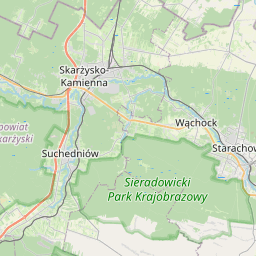 Skarżysko-
Kamienna
Wąchock
powiat
skarżyski
Starachow
Suchedniów
Sieradowicki
Park Krajobrazowy